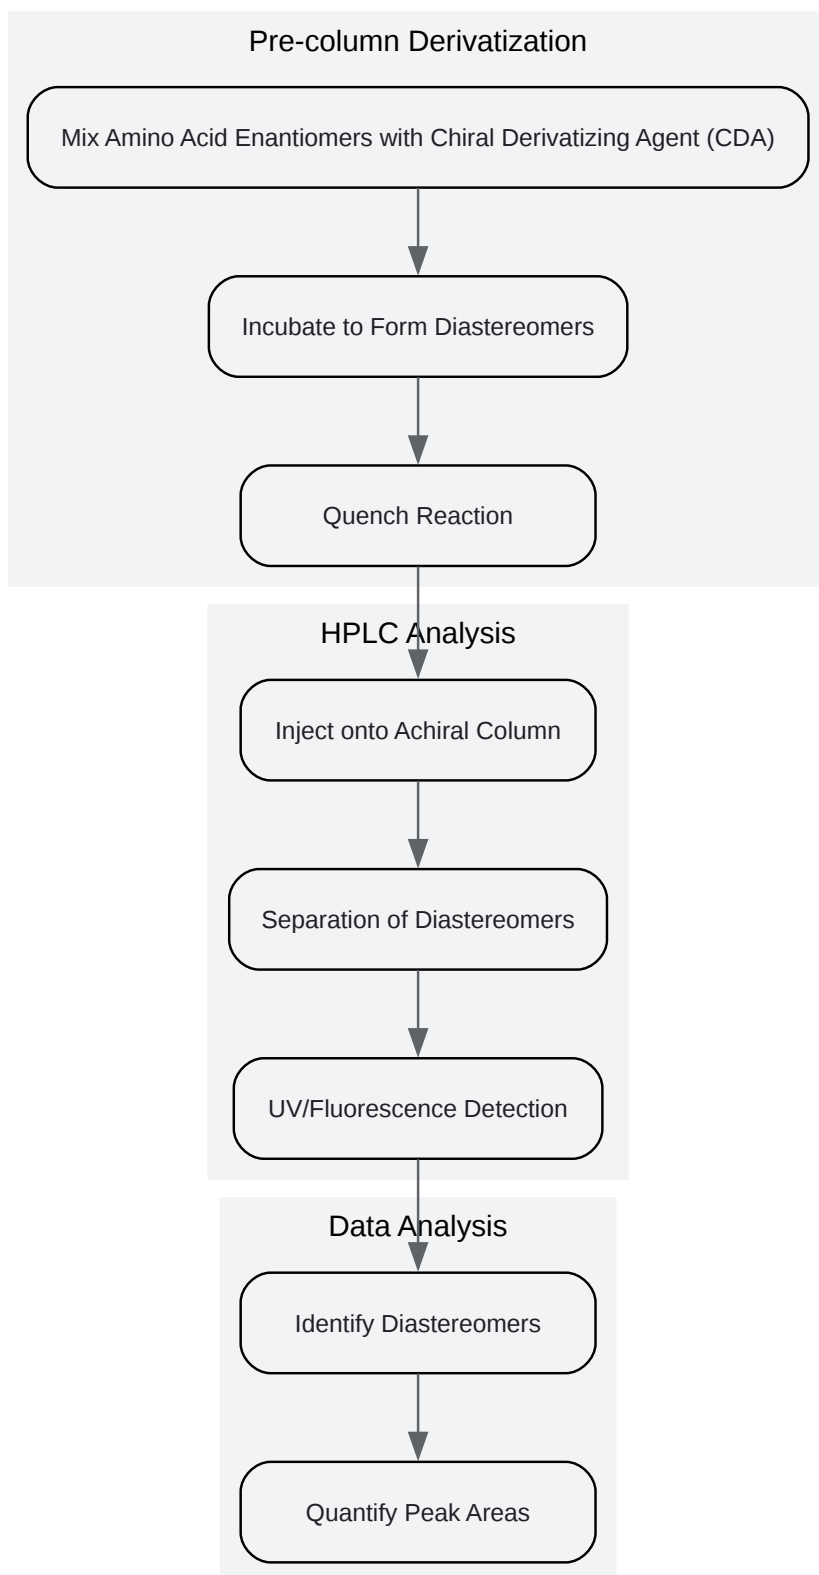 Pre-column Derivatization
Mix Amino Acid Enantiomers with Chiral Derivatizing Agent (CDA)
Incubate to Form Diastereomers
Quench Reaction
HPLC Analysis
Inject onto Achiral Column
Separation of Diastereomers
UV/Fluorescence Detection
Data Analysis
Identify Diastereomers
Quantify Peak Areas